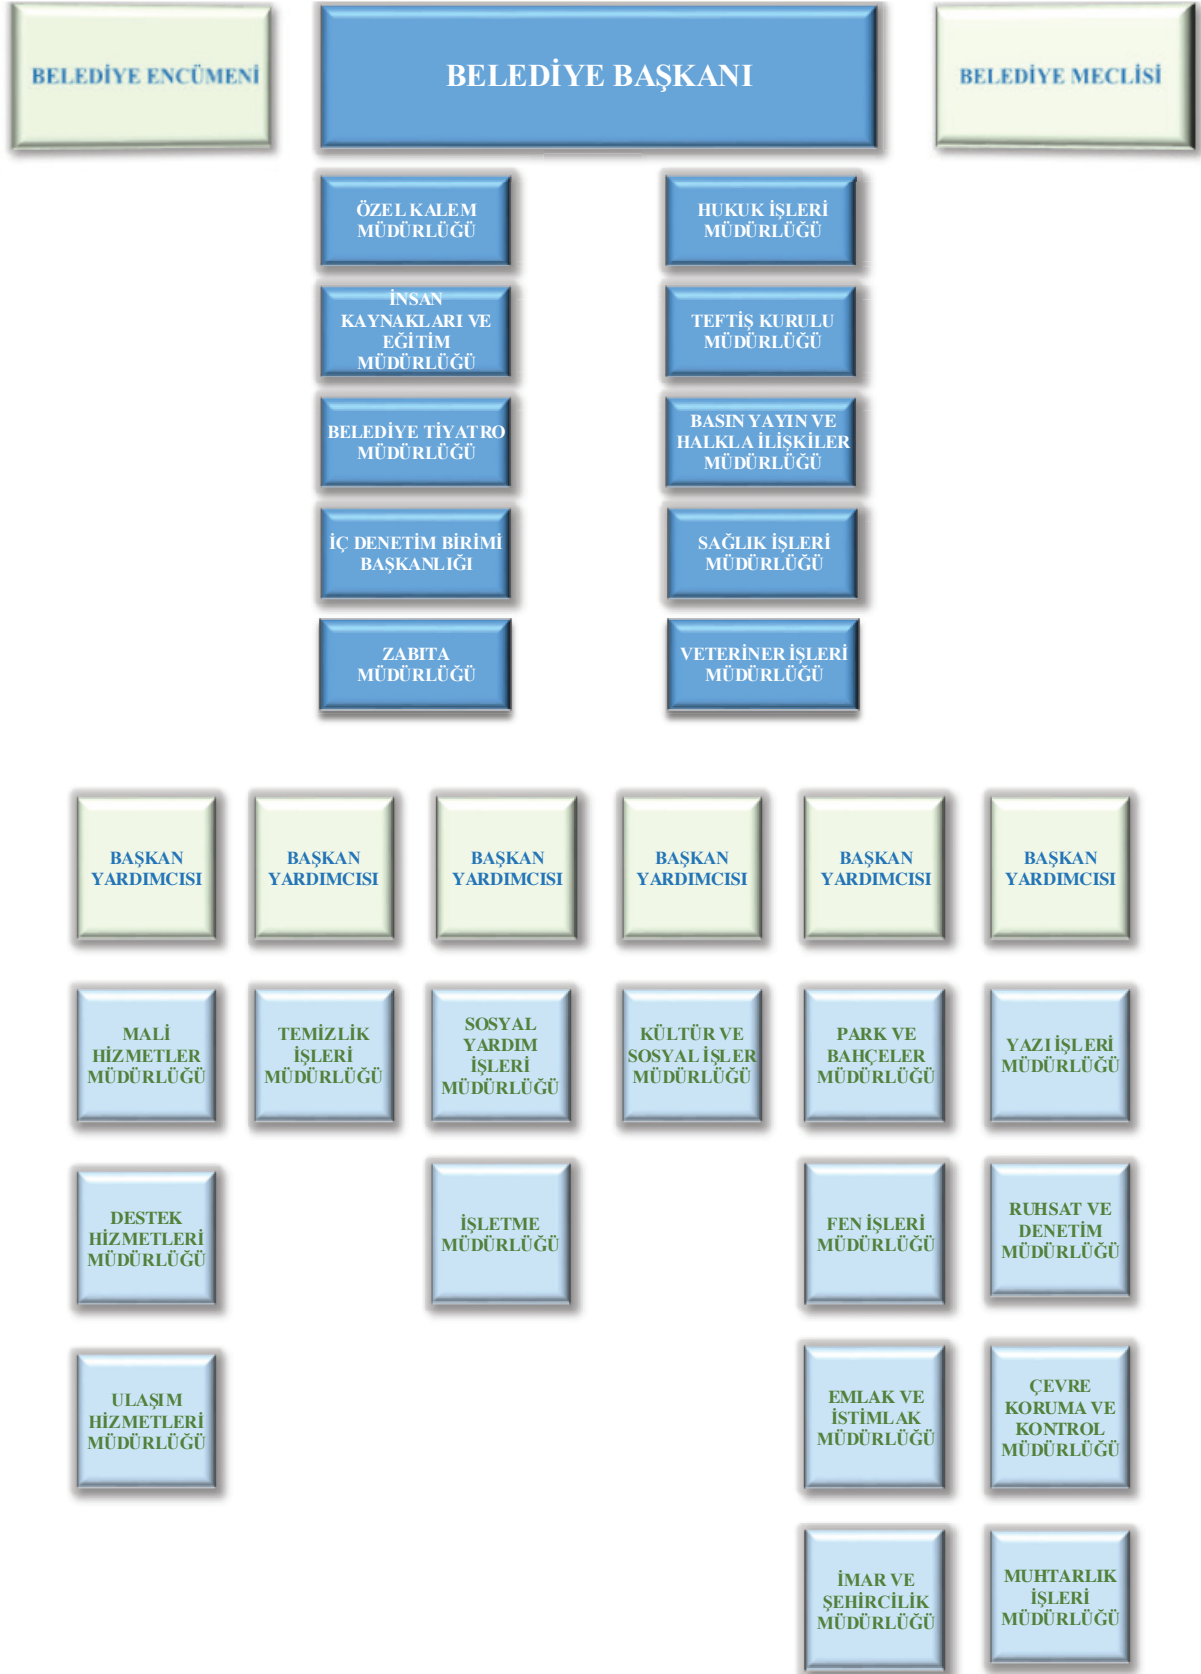 BELEDİYE ENCÜMENİ
BELEDİYE BAŞKANI
BELEDİYE MECLİSİ
ÖZEL KALEM
MÜDÜRLÜĞÜ
HUKUK İŞLERİ
MÜDÜRLÜĞÜ
İNSAN
KAYNAKLARI VE
EĞİTİM
MÜDÜRLÜĞÜ
TEFTİŞ KURULU
MÜDÜRLÜĞÜ
BELEDİYE TİYATRO
MÜDÜRLÜĞÜ
BASIN YAYIN VE
HALKLA İLİŞKİLER
MÜDÜRLÜĞÜ
İÇ DENETİM BİRİMİ
BAŞKANLIĞI
SAĞLIK İŞLERİ
MÜDÜRLÜĞÜ
ZABITA
MÜDÜRLÜĞÜ
VETERİNER İŞLERİ
MÜDÜRLÜĞÜ
BAŞKAN
YARDIMCISI
BAŞKAN
YARDIMCISI
BAŞKAN
YARDIMCISI
BAŞKAN
YARDIMCISI
BAŞKAN
YARDIMCISI
BAŞKAN
YARDIMCISI
MALİ
HİZMETLER
MÜDÜRLÜĞÜ
TEMİZLİK
İŞLERİ
MÜDÜRLÜĞÜ
SOSYAL
YARDIM
İŞLERİ
MÜDÜRLÜĞÜ
KÜLTÜR VE
SOSYAL İŞLER
MÜDÜRLÜĞÜ
PARK VE
BAHÇELER
MÜDÜRLÜĞÜ
YAZI İŞLERİ
MÜDÜRLÜĞÜ
DESTEK
HİZMETLERİ
MÜDÜRLÜĞÜ
İŞLETME
MÜDÜRLÜĞÜ
FEN İŞLERİ
MÜDÜRLÜĞÜ
RUHSAT VE
DENETİM
MÜDÜRLÜĞÜ
ULAŞIM
HİZMETLERİ
MÜDÜRLÜĞÜ
EMLAK VE
İSTİMLAK
MÜDÜRLÜĞÜ
ÇEVRE
KORUMA VE
KONTROL
MÜDÜRLÜĞÜ
İMAR VE
ŞEHİRCİLİK
MÜDÜRLÜĞÜ
MUHTARLIK
İŞLERİ
MÜDÜRLÜĞÜ